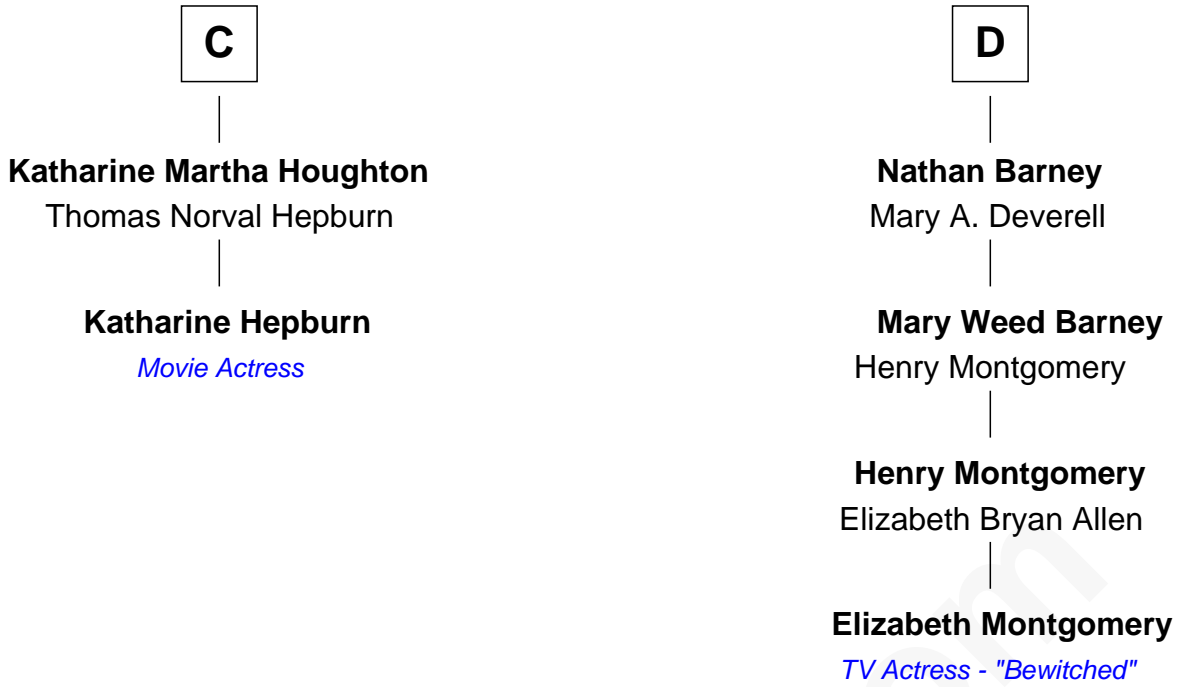 C
Katharine Martha Houghton
Thomas Norval Hepburn
Katharine Hepburn
Movie Actress
D
Nathan Barney
Mary A. Deverell
Mary Weed Barney
Henry Montgomery
Henry Montgomery
Elizabeth Bryan Allen
Elizabeth Montgomery
TV Actress - "Bewitched"